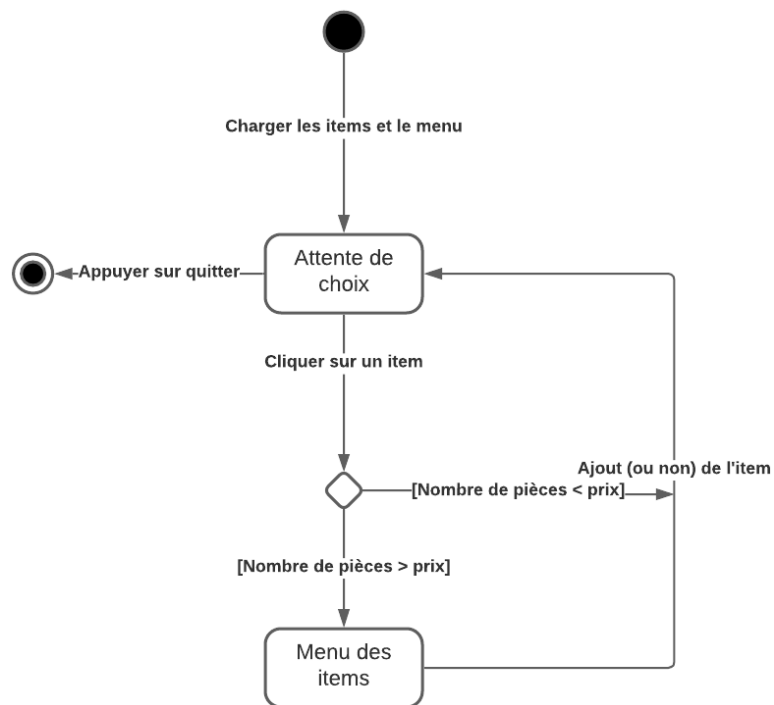 Charger les items et le menu
Attente de
choix
Appuyer sur quitter
Cliquer sur un item
Ajout (ou non) de l'item
[Nombre de pièces < prix]
[Nombre de pièces > prix]
Menu des
items